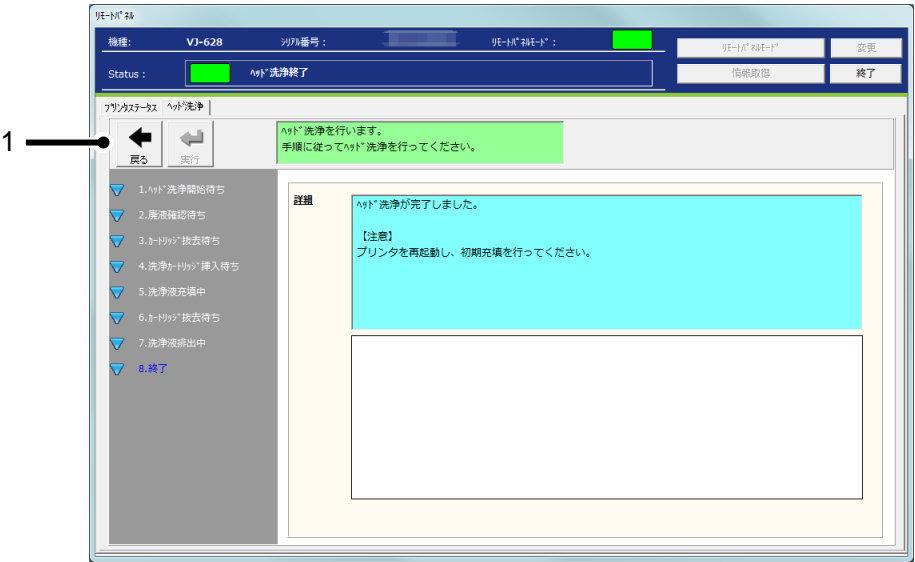 ﾘﾓｰﾄﾊﾟﾈﾙ
機種: VJ-628 ｼﾘｱﾙ番号： ﾘﾓｰﾄﾊﾟﾈﾙﾓｰﾄﾞ：
ﾘﾓｰﾄﾊﾟﾈﾙﾓｰﾄﾞ 変更
Status： ﾍｯﾄﾞ洗浄終了
情報取得 終了
ﾌﾟﾘﾝﾀｽﾃｰﾀｽ ﾍｯﾄﾞ洗浄
1
戻る 実行
ﾍｯﾄﾞ洗浄を行います。
手順に従ってﾍｯﾄﾞ洗浄を行ってください。
1.ﾍｯﾄﾞ洗浄開始待ち
2.廃液確認待ち
3.ｶｰﾄﾘｯｼﾞ抜去待ち
4.洗浄ｶｰﾄﾘｯｼﾞ挿入待ち
5.洗浄液充填中
6.ｶｰﾄﾘｯｼﾞ抜去待ち
7.洗浄液排出中
8.終了
詳細
ﾍｯﾄﾞ洗浄が完了しました。
【注意】
プリンタを再起動し、初期充填を行ってください。